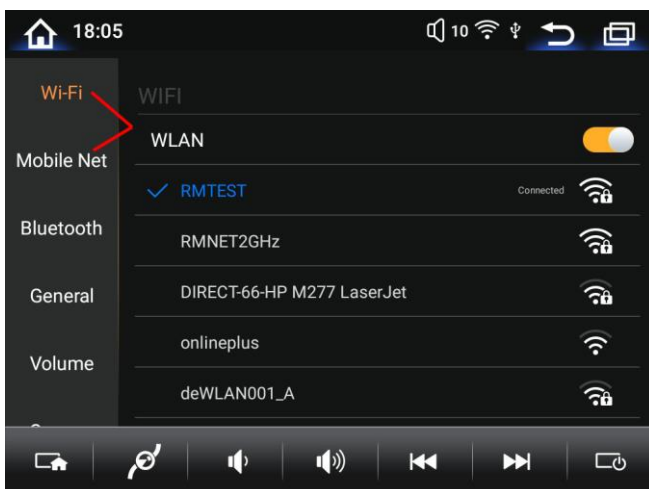 18:05
10
Wi-Fi
WIFI
WLAN
Mobile Net
RMTEST
Connected
Bluetooth
RMNET2GHz
General
DIRECT-66-HP M277 LaserJet
onlineplus
Volume
deWLAN001_A